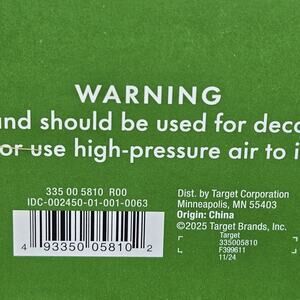 WARNING
and should be used for deco
or use high-pressure air to i
335 00 5810 R00
IDC-002450-01-001-0063
4 93350 05810 2
Dist. by Target Corporation
Minneapolis, MN 55403
Origin: China
©2025 Target Brands, Inc.
Target
335005810
F399611
11/24